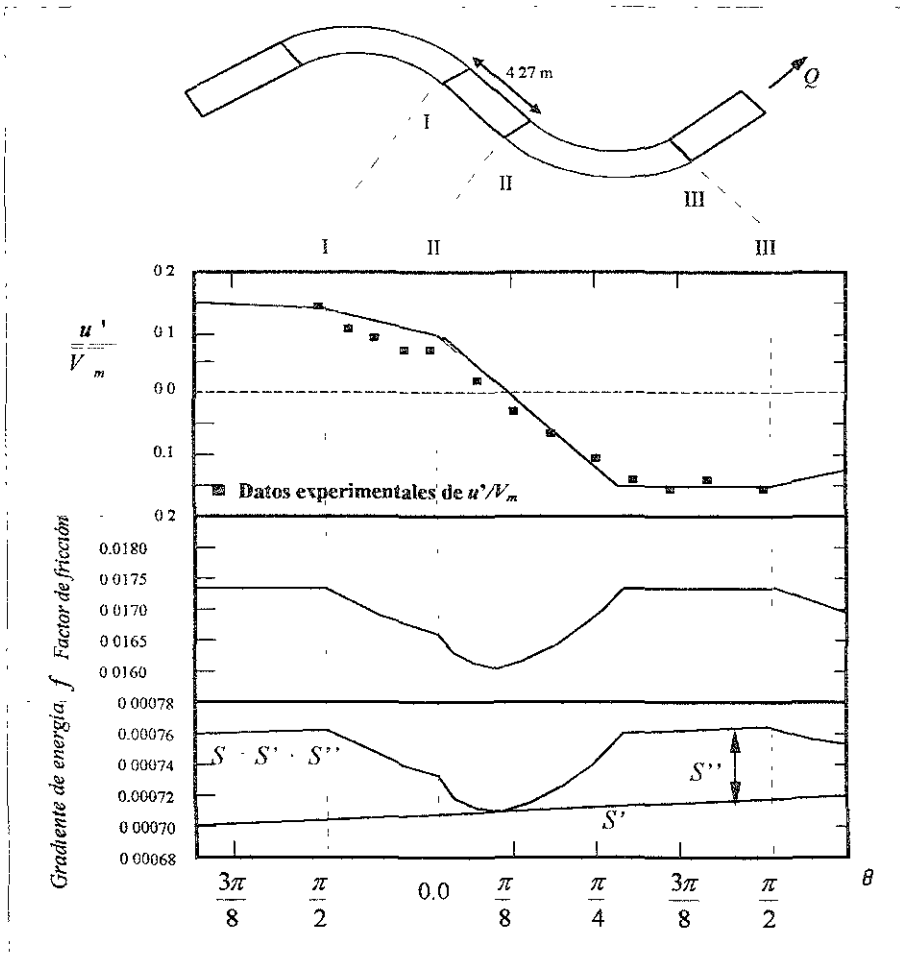 4 27 m
Q
I
II
III
I II III
u' / V m
0 2
0 1
0 0
0.1
0 2
Datos experimentales de u'/Vm
Factor de fricción
f
0.0180
0 0175
0 0170
0 0165
0 0160
Gradiente de energía,
0 00078
0 00076
0 00074
0.00072
0 00070
0 00068
S S' S''
S''
S'
3π/8 π/2 0.0 π/8 π/4 3π/8 π/2 θ